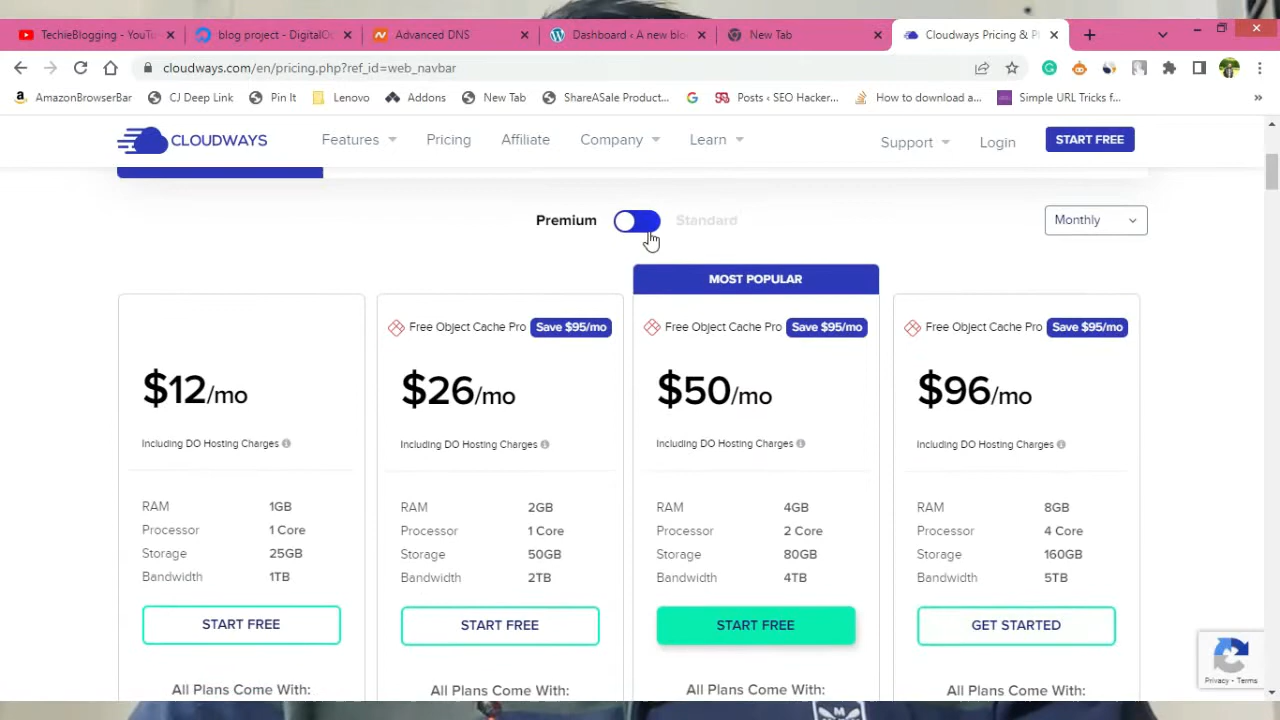 TechieBlogging - YouTu
blog project - DigitalOc
Advanced DNS
Dashboard ‹ A new blo
New Tab
Cloudways Pricing & Pl
cloudways.com/en/pricing.php?ref_id=web_navbar
AmazonBrowserBar
CJ Deep Link
Pin It
Lenovo
Addons
New Tab
ShareASale Product...
Posts ‹ SEO Hacker...
How to download a...
Simple URL Tricks f...
CLOUDWAYS
Features
Pricing
Affiliate
Company
Learn
Support
Login
START FREE
Premium
Standard
Monthly
MOST POPULAR
$12/mo
Including DO Hosting Charges
RAM 1GB
Processor 1 Core
Storage 25GB
Bandwidth 1TB
START FREE
All Plans Come With:
Free Object Cache Pro Save $95/mo
$26/mo
Including DO Hosting Charges
RAM 2GB
Processor 1 Core
Storage 50GB
Bandwidth 2TB
START FREE
All Plans Come With:
Free Object Cache Pro Save $95/mo
$50/mo
Including DO Hosting Charges
RAM 4GB
Processor 2 Core
Storage 80GB
Bandwidth 4TB
START FREE
All Plans Come With:
Free Object Cache Pro Save $95/mo
$96/mo
Including DO Hosting Charges
RAM 8GB
Processor 4 Core
Storage 160GB
Bandwidth 5TB
GET STARTED
All Plans Come With:
Privacy - Terms